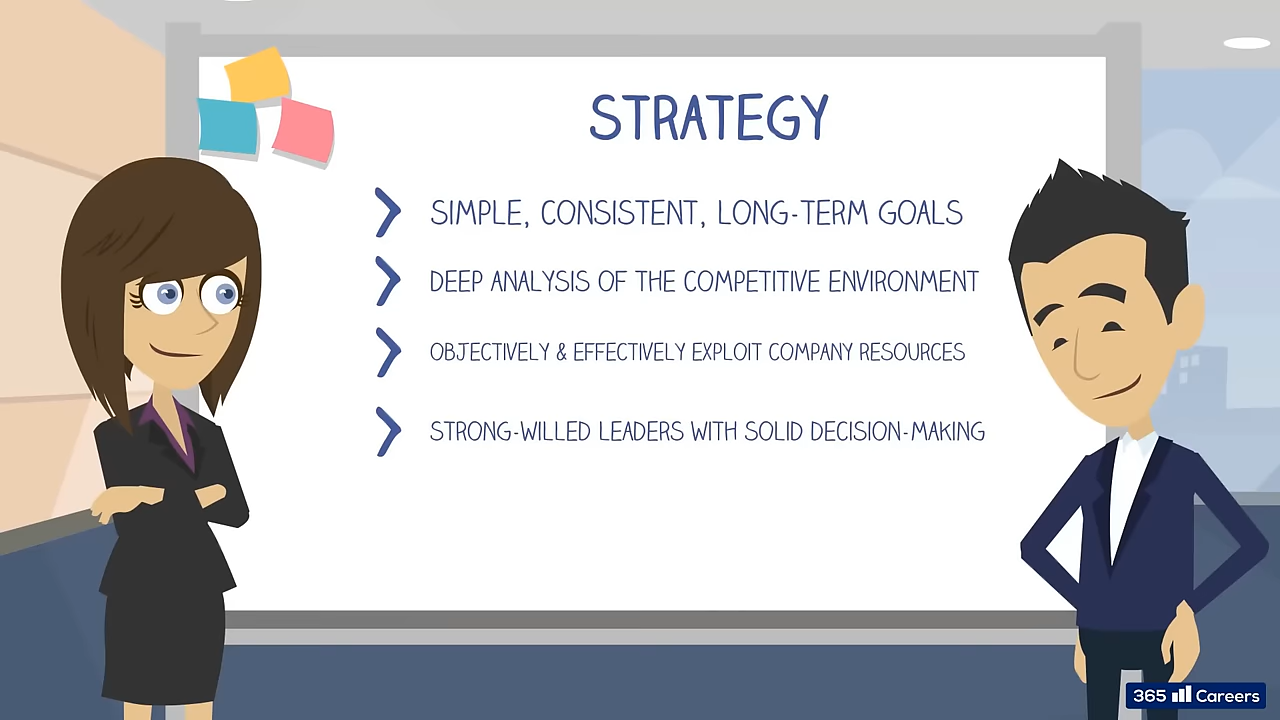 STRATEGY
SIMPLE, CONSISTENT, LONG-TERM GOALS
DEEP ANALYSIS OF THE COMPETITIVE ENVIRONMENT
OBJECTIVELY & EFFECTIVELY EXPLOIT COMPANY RESOURCES
STRONG-WILLED LEADERS WITH SOLID DECISION-MAKING
365 Careers